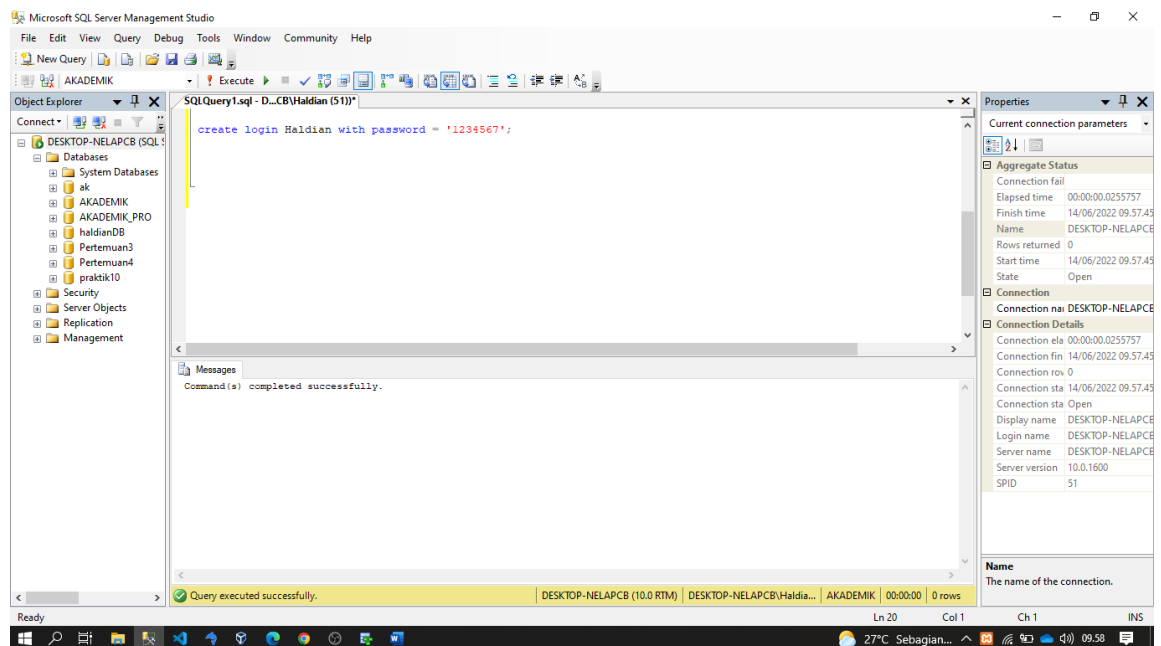 Microsoft SQL Server Management Studio
File Edit View Query Debug Tools Window Community Help
New Query
AKADEMIK Execute
Object Explorer
Connect
DESKTOP-NELAPCB (SQL S
Databases
System Databases
ak
AKADEMIK
AKADEMIK_PRO
haldianDB
Pertemuan3
Pertemuan4
praktik10
Security
Server Objects
Replication
Management
SQLQuery1.sql - D...CB\Haldian (51))*
create login Haldian with password = '1234567';
Messages
Command(s) completed successfully.
Query executed successfully. DESKTOP-NELAPCB (10.0 RTM) DESKTOP-NELAPCB\Haldia... AKADEMIK 00:00:00 0 rows
Properties
Current connection parameters
Aggregate Status
Connection fail
Elapsed time 00:00:00.0255757
Finish time 14/06/2022 09.57.45
Name DESKTOP-NELAPCB
Rows returned 0
Start time 14/06/2022 09.57.45
State Open
Connection
Connection nai DESKTOP-NELAPCB
Connection Details
Connection ela 00:00:00.0255757
Connection fin 14/06/2022 09.57.45
Connection rov 0
Connection sta 14/06/2022 09.57.45
Connection sta Open
Display name DESKTOP-NELAPCB
Login name DESKTOP-NELAPCB
Server name DESKTOP-NELAPCB
Server version 10.0.1600
SPID 51
Name
The name of the connection.
Ready Ln 20 Col 1 Ch 1 INS
27°C Sebagian... 09.58